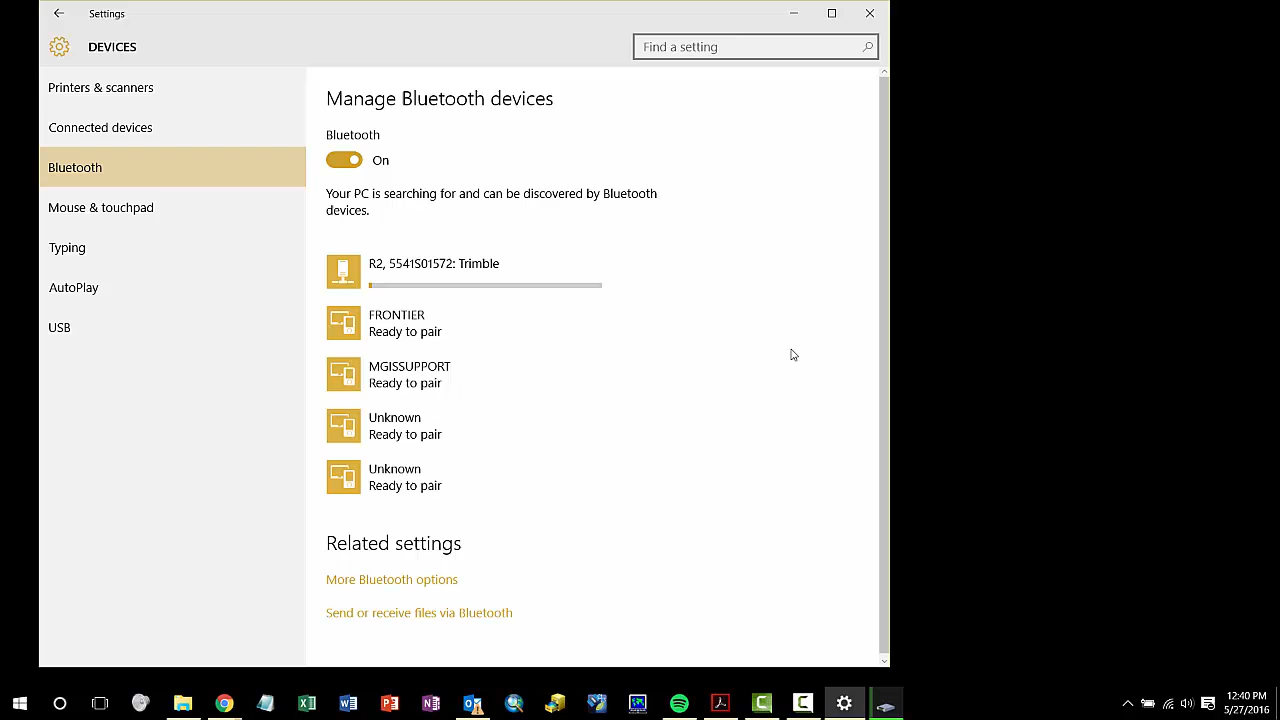 Settings
DEVICES
Find a setting
Printers & scanners
Connected devices
Bluetooth
Mouse & touchpad
Typing
AutoPlay
USB
Manage Bluetooth devices
Bluetooth
On
Your PC is searching for and can be discovered by Bluetooth
devices.
R2, 5541S01572: Trimble
FRONTIER
Ready to pair
MGISSUPPORT
Ready to pair
Unknown
Ready to pair
Unknown
Ready to pair
Related settings
More Bluetooth options
Send or receive files via Bluetooth
12:40 PM
5/27/2016